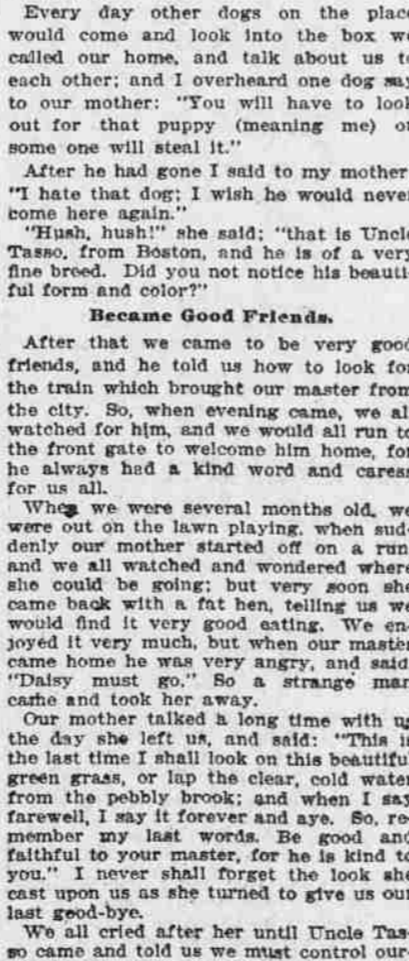 Every day other dogs on the place
would come and look into the box we
called our home, and talk about us to
each other; and I overheard one dog say
to our mother: "You will have to look
out for that puppy (meaning me) or
some one will steal it."
After he had gone I said to my mother
"I hate that dog; I wish he would never
come here again."
"Hush, hush!" she said; "that is Uncle
Tasso, from Boston, and he is of a very
fine breed. Did you not notice his beauti-
ful form and color?"
Became Good Friends.
After that we came to be very good
friends, and he told us how to look for
the train which brought our master from
the city. So, when evening came, we all
watched for him, and we would all run to
the front gate to welcome him home, for
he always had a kind word and caress
for us all.
When we were several months old, we
were out on the lawn playing, when sud-
denly our mother started off on a run,
and we all watched and wondered where
she could be going; but very soon she
came back with a fat hen, telling us we
would find it very good eating. We en-
joyed it very much, but when our master
came home he was very angry, and said
"Daisy must go." So a strange man
came and took her away.
Our mother talked a long time with us
the day she left us, and said: "This is
the last time I shall look on this beautiful
green grass, or lap the clear, cold water
from the pebbly brook; and when I say
farewell, I say it forever and aye. So, re-
member my last words. Be good and
faithful to your master, for he is kind to
you." I never shall forget the look she
cast upon us as she turned to give us our
last good-bye.
We all cried after her until Uncle Tas-
so came and told us we must control our-